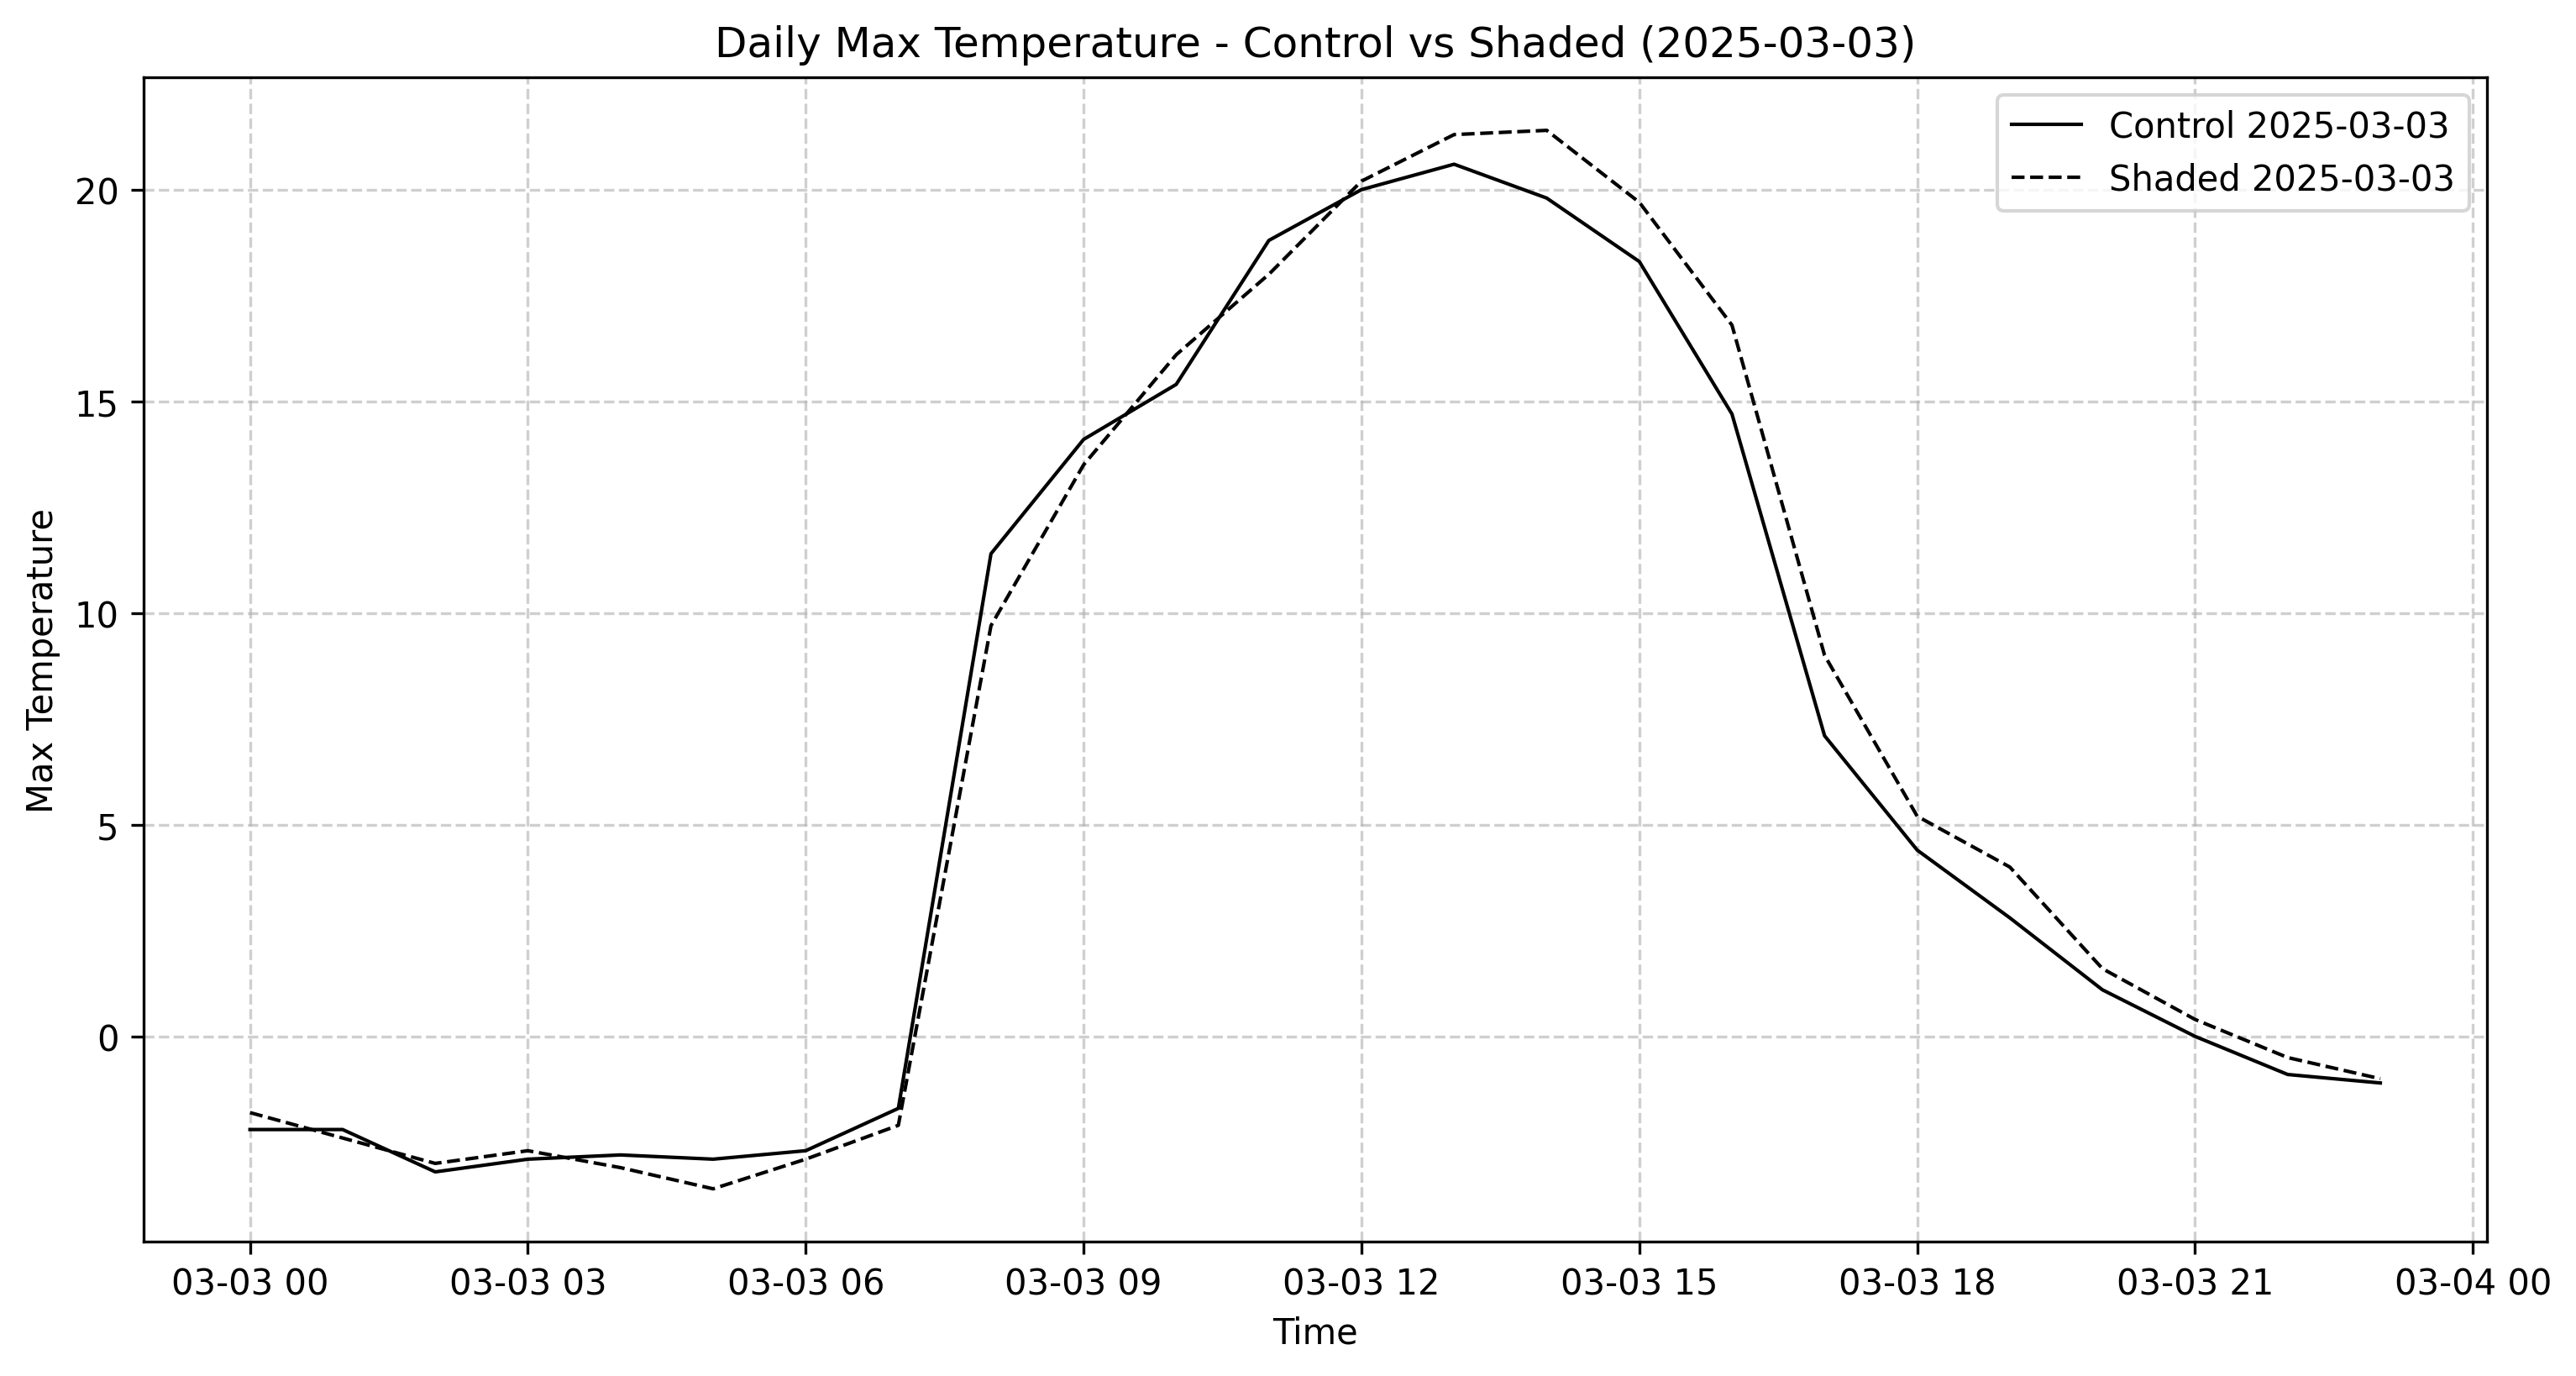 Daily Max Temperature - Control vs Shaded (2025-03-03)
Control 2025-03-03
Shaded 2025-03-03
Max Temperature
20
15
10
5
0
03-03 00 03-03 03 03-03 06 03-03 09 03-03 12 03-03 15 03-03 18 03-03 21 03-04 00
Time